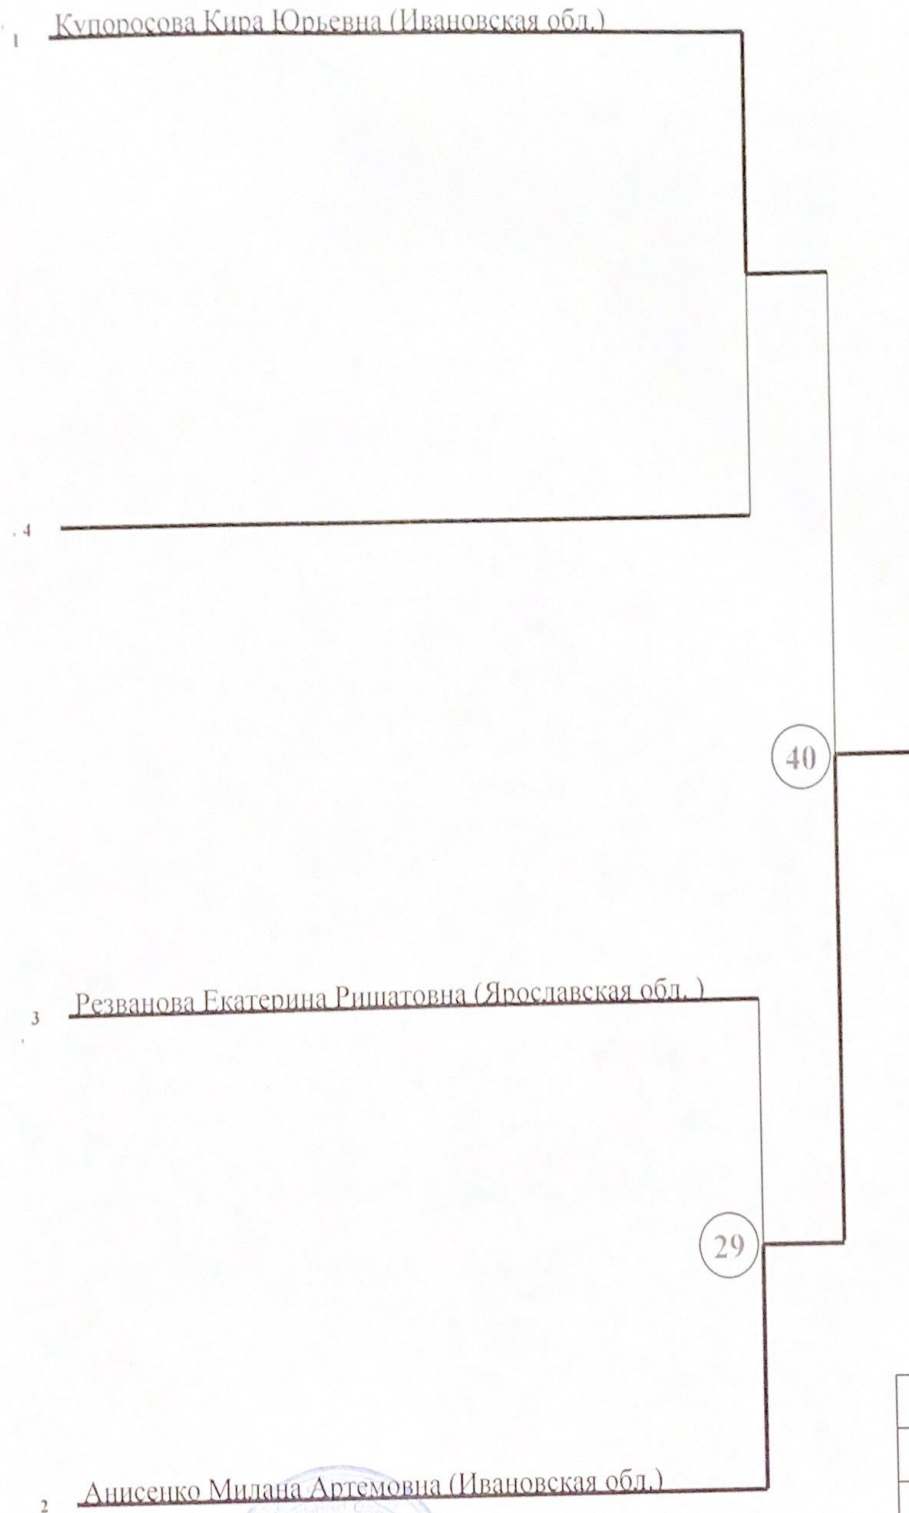 1 Купоросова Кира Юрьевна (Ивановская обл.)
4
40
3 Резванова Екатерина Ришатовна (Ярославская обл. )
29
2 Анисенко Милана Артемовна (Ивановская обл.)